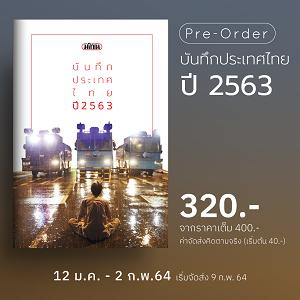 มติชน
บันทึก
ประเทศ
ไทย
ปี2563
Pre-Order
บันทึกประเทศไทย
ปี 2563
320.-
จากราคาเต็ม 400.-
ค่าจัดส่งคิดตามจริง (เริ่มต้น 40.-)
12 ม.ค. - 2 ก.พ.64 เริ่มจัดส่ง 9 ก.พ. 64